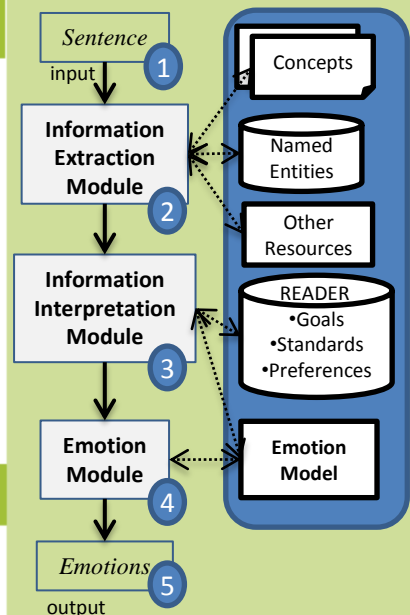 Sentence
input
1
Concepts
Information
Extraction
Module
2
Named
Entities
Other
Resources
Information
Interpretation
Module
3
READER
•Goals
•Standards
•Preferences
Emotion
Module
4
Emotion
Model
Emotions
5
output